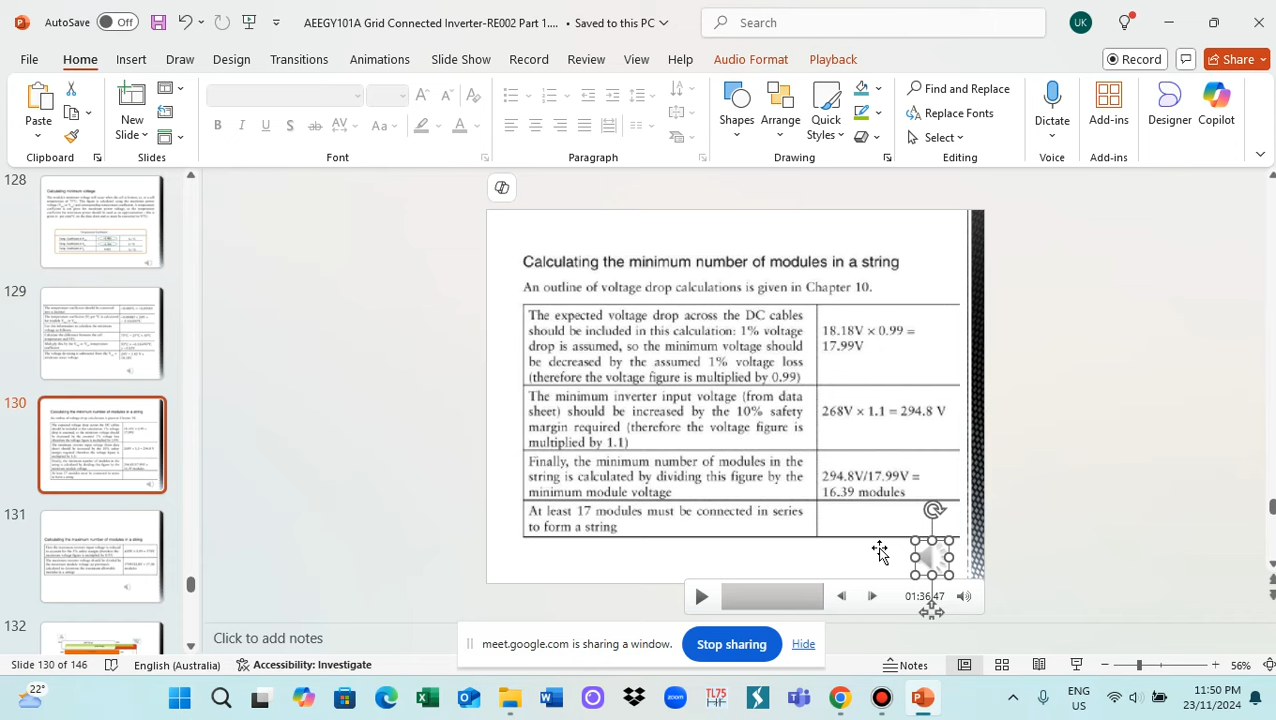 AutoSave Off
AEEGY101A Grid Connected Inverter-RE002 Part 1.... • Saved to this PC
Search
UK
File Home Insert Draw Design Transitions Animations Slide Show Record Review View Help Audio Format Playback
Record
Share
Paste
New Slide
Shapes
Arrange
Quick Styles
Find and Replace
Replace Fonts
Select
Dictate
Add-ins
Designer
Copilot
Clipboard
Slides
Font
Paragraph
Drawing
Editing
Voice
Add-ins
128
Calculating minimum voltage
129
130
131
132
Calculating the minimum number of modules in a string
An outline of voltage drop calculations is given in Chapter 10.
The expected voltage drop across the DC cables
should be included in this calculation: 1% voltage
drop is assumed, so the minimum voltage should
be decreased by the assumed 1% voltage loss
(therefore the voltage figure is multiplied by 0.99)
18.18V × 0.99 =
17.99V
The minimum inverter input voltage (from data
sheet) should be increased by the 10% safety
margin required (therefore the voltage figure is
multiplied by 1.1)
268V × 1.1 = 294.8 V
Finally, the minimum number of modules in the
string is calculated by dividing this figure by the
minimum module voltage
294.8V/17.99V =
16.39 modules
At least 17 modules must be connected in series
to form a string
01:36.47
Click to add notes
meet.google.com is sharing a window.
Stop sharing
Hide
Slide 130 of 146
English (Australia)
Accessibility: Investigate
Notes
56%
22°
zoom
TL75
ENG
US
11:50 PM
23/11/2024